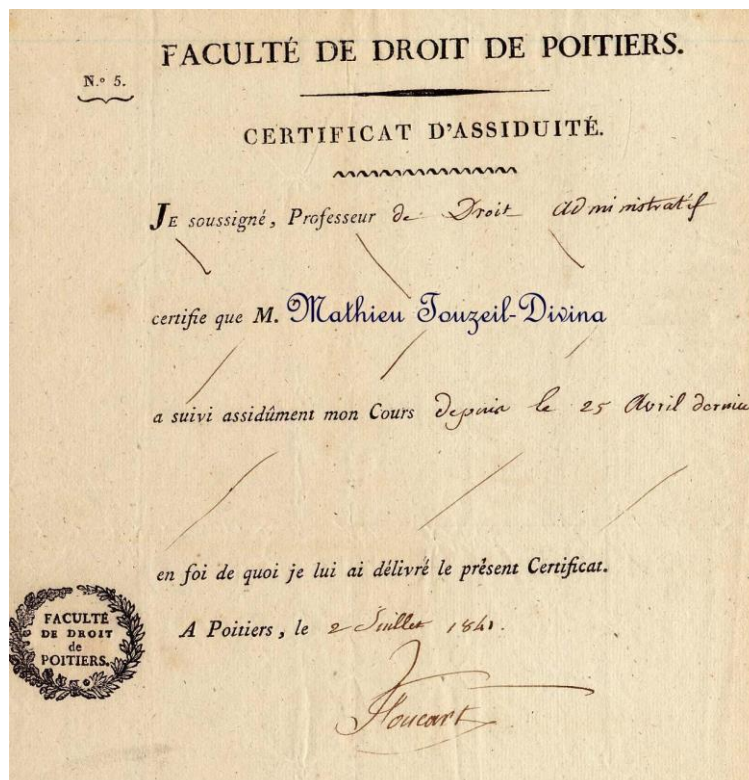 FACULTÉ DE DROIT DE POITIERS.
N.º 5.
CERTIFICAT D'ASSIDUITÉ.
JE soussigné, Professeur de Droit administratif
certifie que M. Mathieu Touzeil-Divina
a suivi assidûment mon Cours depuis le 25 Avril dernier
en foi de quoi je lui ai délivré le présent Certificat.
FACULTÉ
DE DROIT
de
POITIERS.
A Poitiers, le 2 Juillet 1841.
Foucart